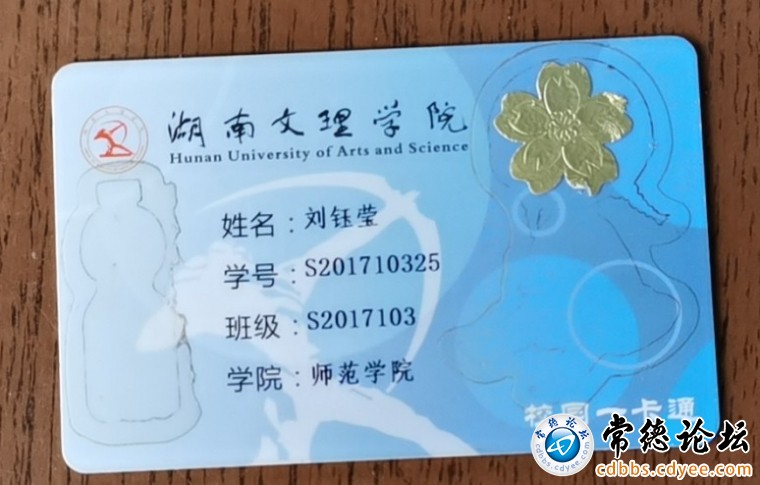 湖南文理学院
Hunan University of Arts and Science
姓名：刘钰莹
学号：S201710325
班级：S2017103
学院：师范学院
校园一卡通
常德论坛
cdbbs.cdyee.com